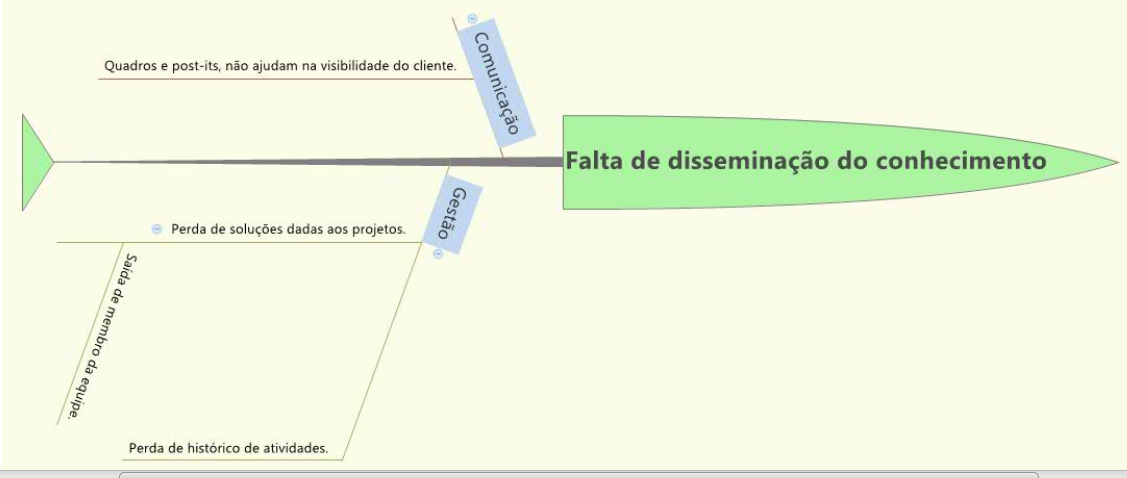 Comunicação
Quadros e post-its, não ajudam na visibilidade do cliente.
Falta de disseminação do conhecimento
Gestão
Perda de soluções dadas aos projetos.
Saída de membro da equipe.
Perda de histórico de atividades.